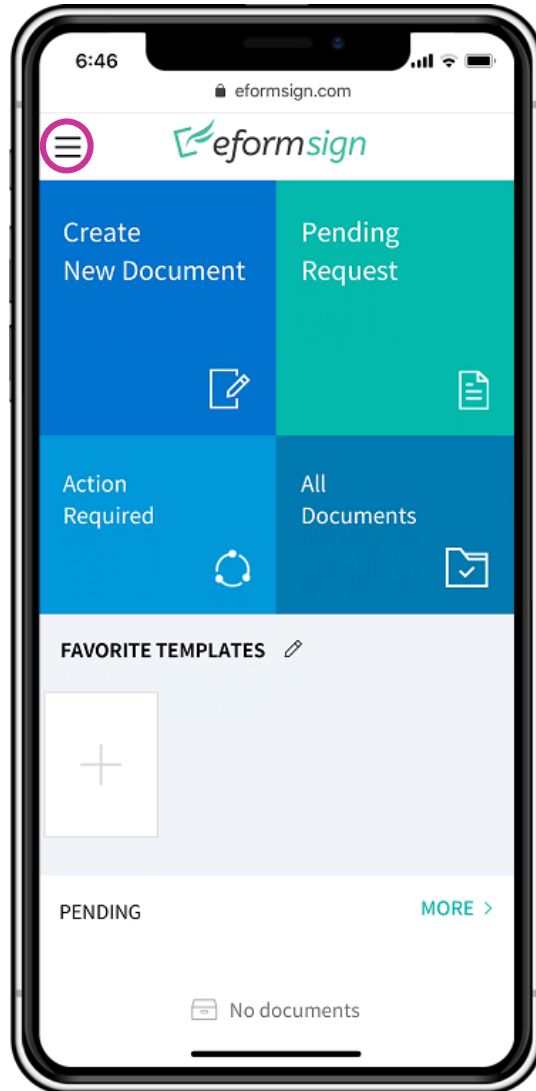 6:46
eformsign.com
eformsign
Create
New Document
Pending
Request
Action
Required
All
Documents
FAVORITE TEMPLATES
PENDING
MORE >
No documents